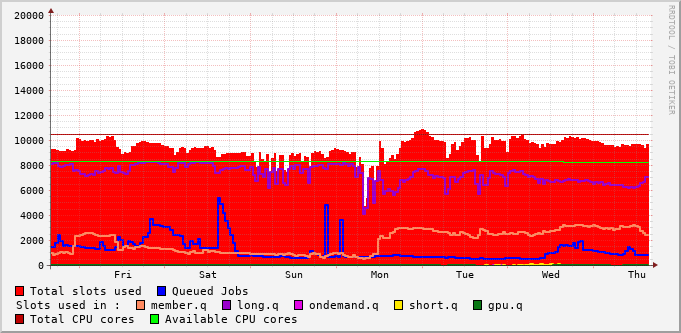 RRDTOOL / TOBI OETIKER
20000
18000
16000
14000
12000
10000
8000
6000
4000
2000
0
Fri Sat Sun Mon Tue Wed Thu
Total slots used Queued Jobs
Slots used in : member.q long.q ondemand.q short.q gpu.q
Total CPU cores Available CPU cores